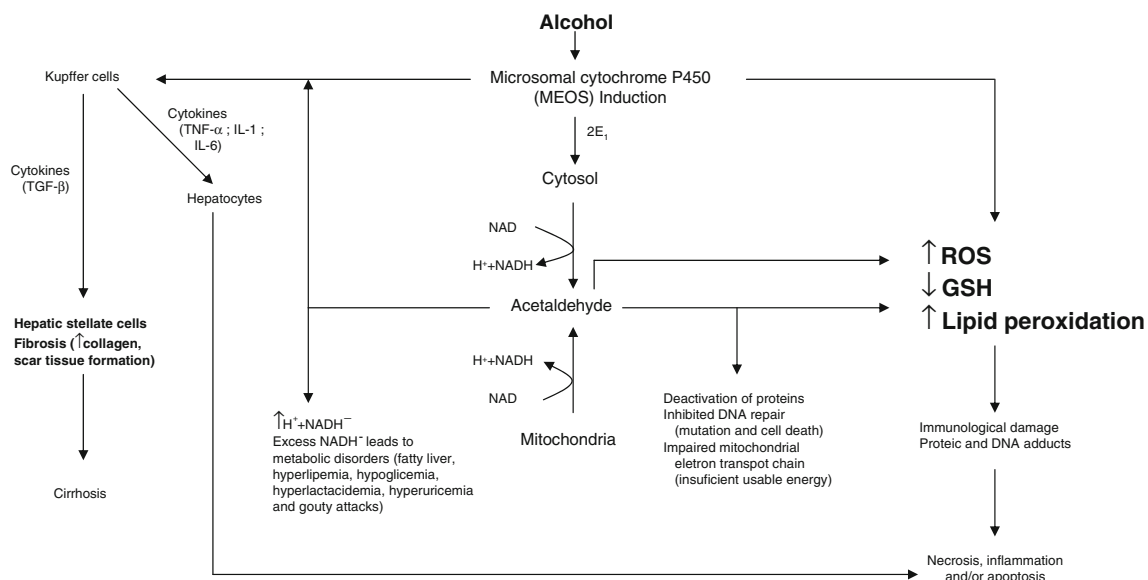 Alcohol
Kupffer cells
Microsomal cytochrome P450
(MEOS) Induction
Cytokines
(TNF-α ; IL-1 ;
IL-6)
2E₁
Cytokines
(TGF-β)
Cytosol
Hepatocytes
NAD
H⁺+NADH
↑ROS
↓GSH
↑Lipid peroxidation
Acetaldehyde
Hepatic stellate cells
Fibrosis (↑collagen,
scar tissue formation)
H⁺+NADH
NAD
Mitochondria
↑H⁺+NADH⁻
Excess NADH⁻ leads to
metabolic disorders (fatty liver,
hyperlipemia, hypoglicemia,
hyperlactacidemia, hyperuricemia
and gouty attacks)
Deactivation of proteins
Inhibited DNA repair
(mutation and cell death)
Impaired mitochondrial
eletron transpot chain
(insufficient usable energy)
Immunological damage
Proteic and DNA adducts
Cirrhosis
Necrosis, inflammation
and/or apoptosis